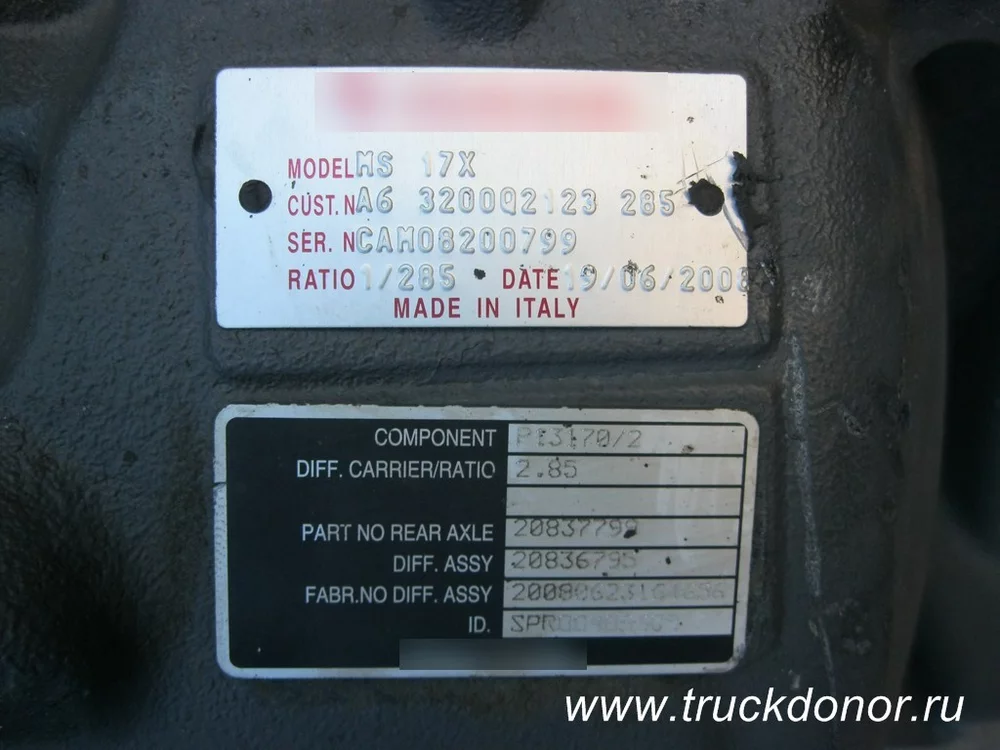 MODEL MS 17X
CUST. N A6 3200Q2123 285
SER. N CAM08200799
RATIO 1/285 DATE 19/06/2008
MADE IN ITALY
COMPONENT P13170/2
DIFF. CARRIER/RATIO 2.85
PART NO REAR AXLE 20837799
DIFF. ASSY 20836795
FABR.NO DIFF. ASSY
ID.
www.truckdonor.ru